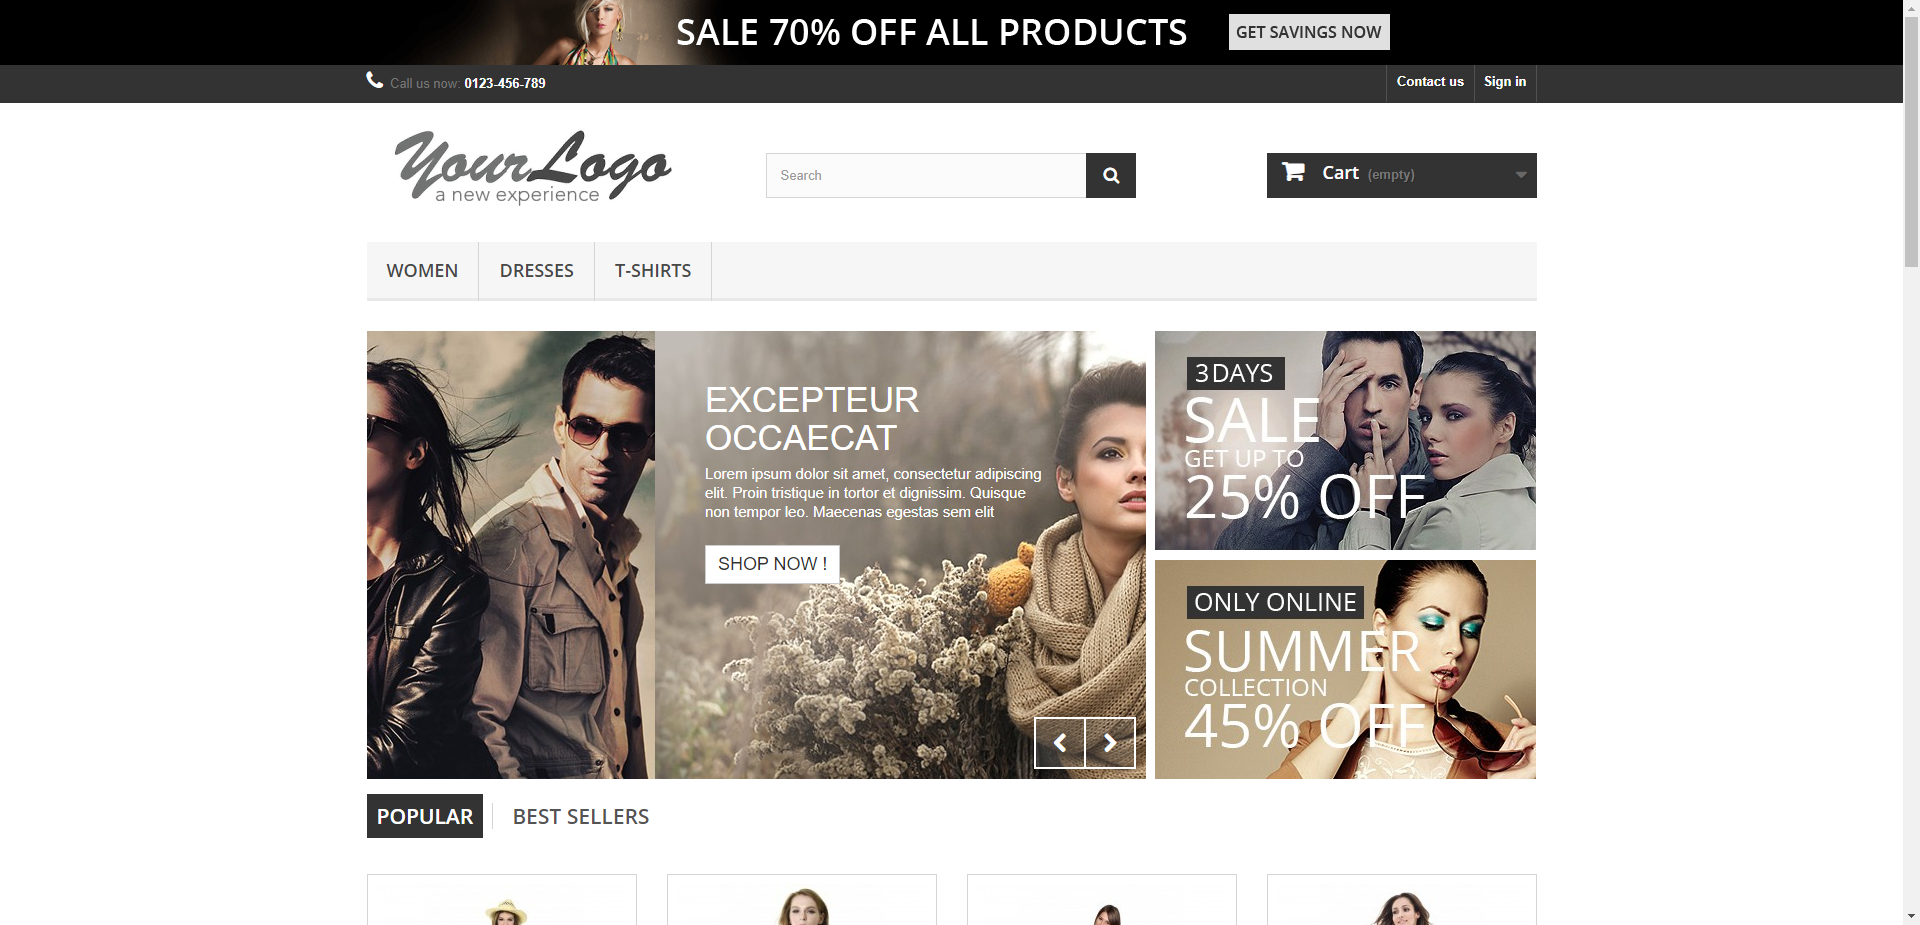 SALE 70% OFF ALL PRODUCTS
GET SAVINGS NOW
Call us now: 0123-456-789
Contact us
Sign in
YourLogo
a new experience
Search
Cart (empty)
WOMEN
DRESSES
T-SHIRTS
EXCEPTEUR
OCCAECAT
Lorem ipsum dolor sit amet, consectetur adipiscing
elit. Proin tristique in tortor et dignissim. Quisque
non tempor leo. Maecenas egestas sem elit
SHOP NOW !
3 DAYS
SALE
GET UP TO
25% OFF
ONLY ONLINE
SUMMER
COLLECTION
45% OFF
POPULAR
BEST SELLERS